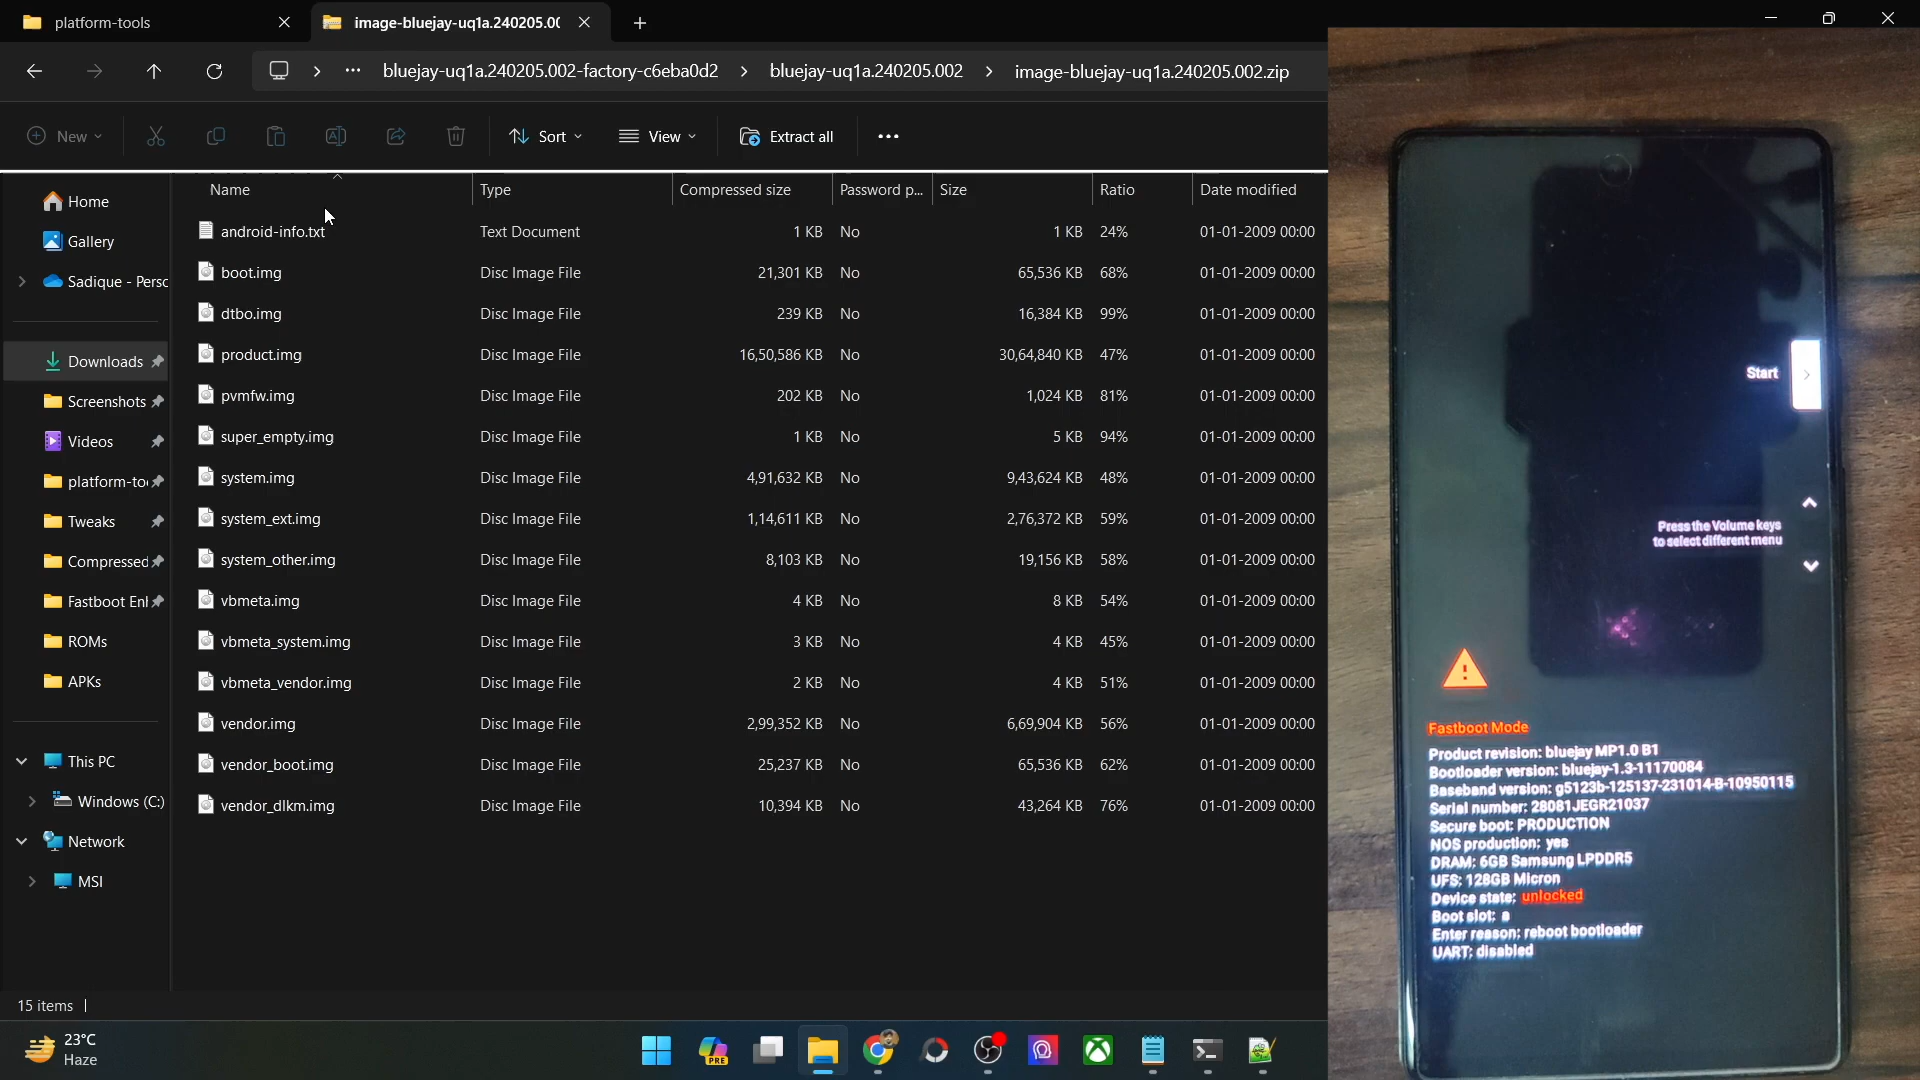 platform-tools
image-bluejay-uq1a.240205.00
bluejay-uq1a.240205.002-factory-c6eba0d2 > bluejay-uq1a.240205.002 > image-bluejay-uq1a.240205.002.zip
New
Sort
View
Extract all
Name Type Compressed size Password p... Size Ratio Date modified
android-info.txt Text Document 1 KB No 1 KB 24% 01-01-2009 00:00
boot.img Disc Image File 21,301 KB No 65,536 KB 68% 01-01-2009 00:00
dtbo.img Disc Image File 239 KB No 16,384 KB 99% 01-01-2009 00:00
product.img Disc Image File 16,50,586 KB No 30,64,840 KB 47% 01-01-2009 00:00
pvmfw.img Disc Image File 202 KB No 1,024 KB 81% 01-01-2009 00:00
super_empty.img Disc Image File 1 KB No 5 KB 94% 01-01-2009 00:00
system.img Disc Image File 4,91,632 KB No 9,43,624 KB 48% 01-01-2009 00:00
system_ext.img Disc Image File 1,14,611 KB No 2,76,372 KB 59% 01-01-2009 00:00
system_other.img Disc Image File 8,103 KB No 19,156 KB 58% 01-01-2009 00:00
vbmeta.img Disc Image File 4 KB No 8 KB 54% 01-01-2009 00:00
vbmeta_system.img Disc Image File 3 KB No 4 KB 45% 01-01-2009 00:00
vbmeta_vendor.img Disc Image File 2 KB No 4 KB 51% 01-01-2009 00:00
vendor.img Disc Image File 2,99,352 KB No 6,69,904 KB 56% 01-01-2009 00:00
vendor_boot.img Disc Image File 25,237 KB No 65,536 KB 62% 01-01-2009 00:00
vendor_dlkm.img Disc Image File 10,394 KB No 43,264 KB 76% 01-01-2009 00:00
Home
Gallery
Sadique - Persc
Downloads
Screenshots
Videos
platform-to
Tweaks
Compressed
Fastboot Enl
ROMs
APKs
This PC
Windows (C:)
Network
MSI
15 items
23°C
Haze
PRE
Start
Press the Volume keys
to select different menu
Fastboot Mode
Product revision: bluejay MP1.0 B1
Bootloader version: bluejay-1.3-11170084
Baseband version: g5123b-125137-231014-B-10950115
Serial number: 28081JEGR21037
Secure boot: PRODUCTION
NOS production: yes
DRAM: 6GB Samsung LPDDR5
UFS: 128GB Micron
Device state: unlocked
Boot slot: a
Enter reason: reboot bootloader
UART: disabled